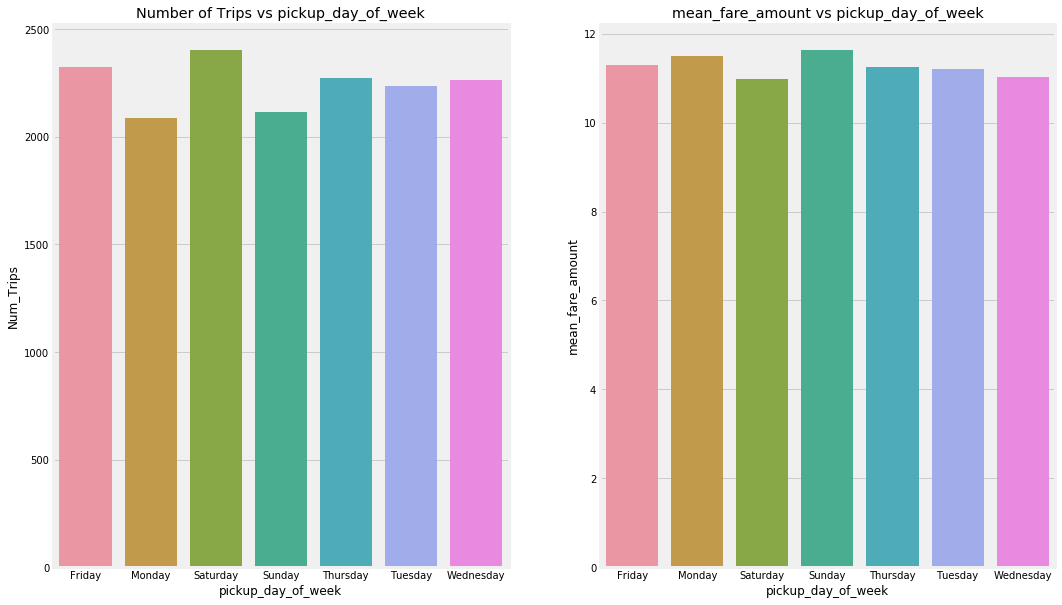 Number of Trips vs pickup_day_of_week
2500
2000
1500
1000
500
0
Num_Trips
Friday Monday Saturday Sunday Thursday Tuesday Wednesday
pickup_day_of_week
mean_fare_amount vs pickup_day_of_week
12
10
8
6
4
2
0
mean_fare_amount
Friday Monday Saturday Sunday Thursday Tuesday Wednesday
pickup_day_of_week